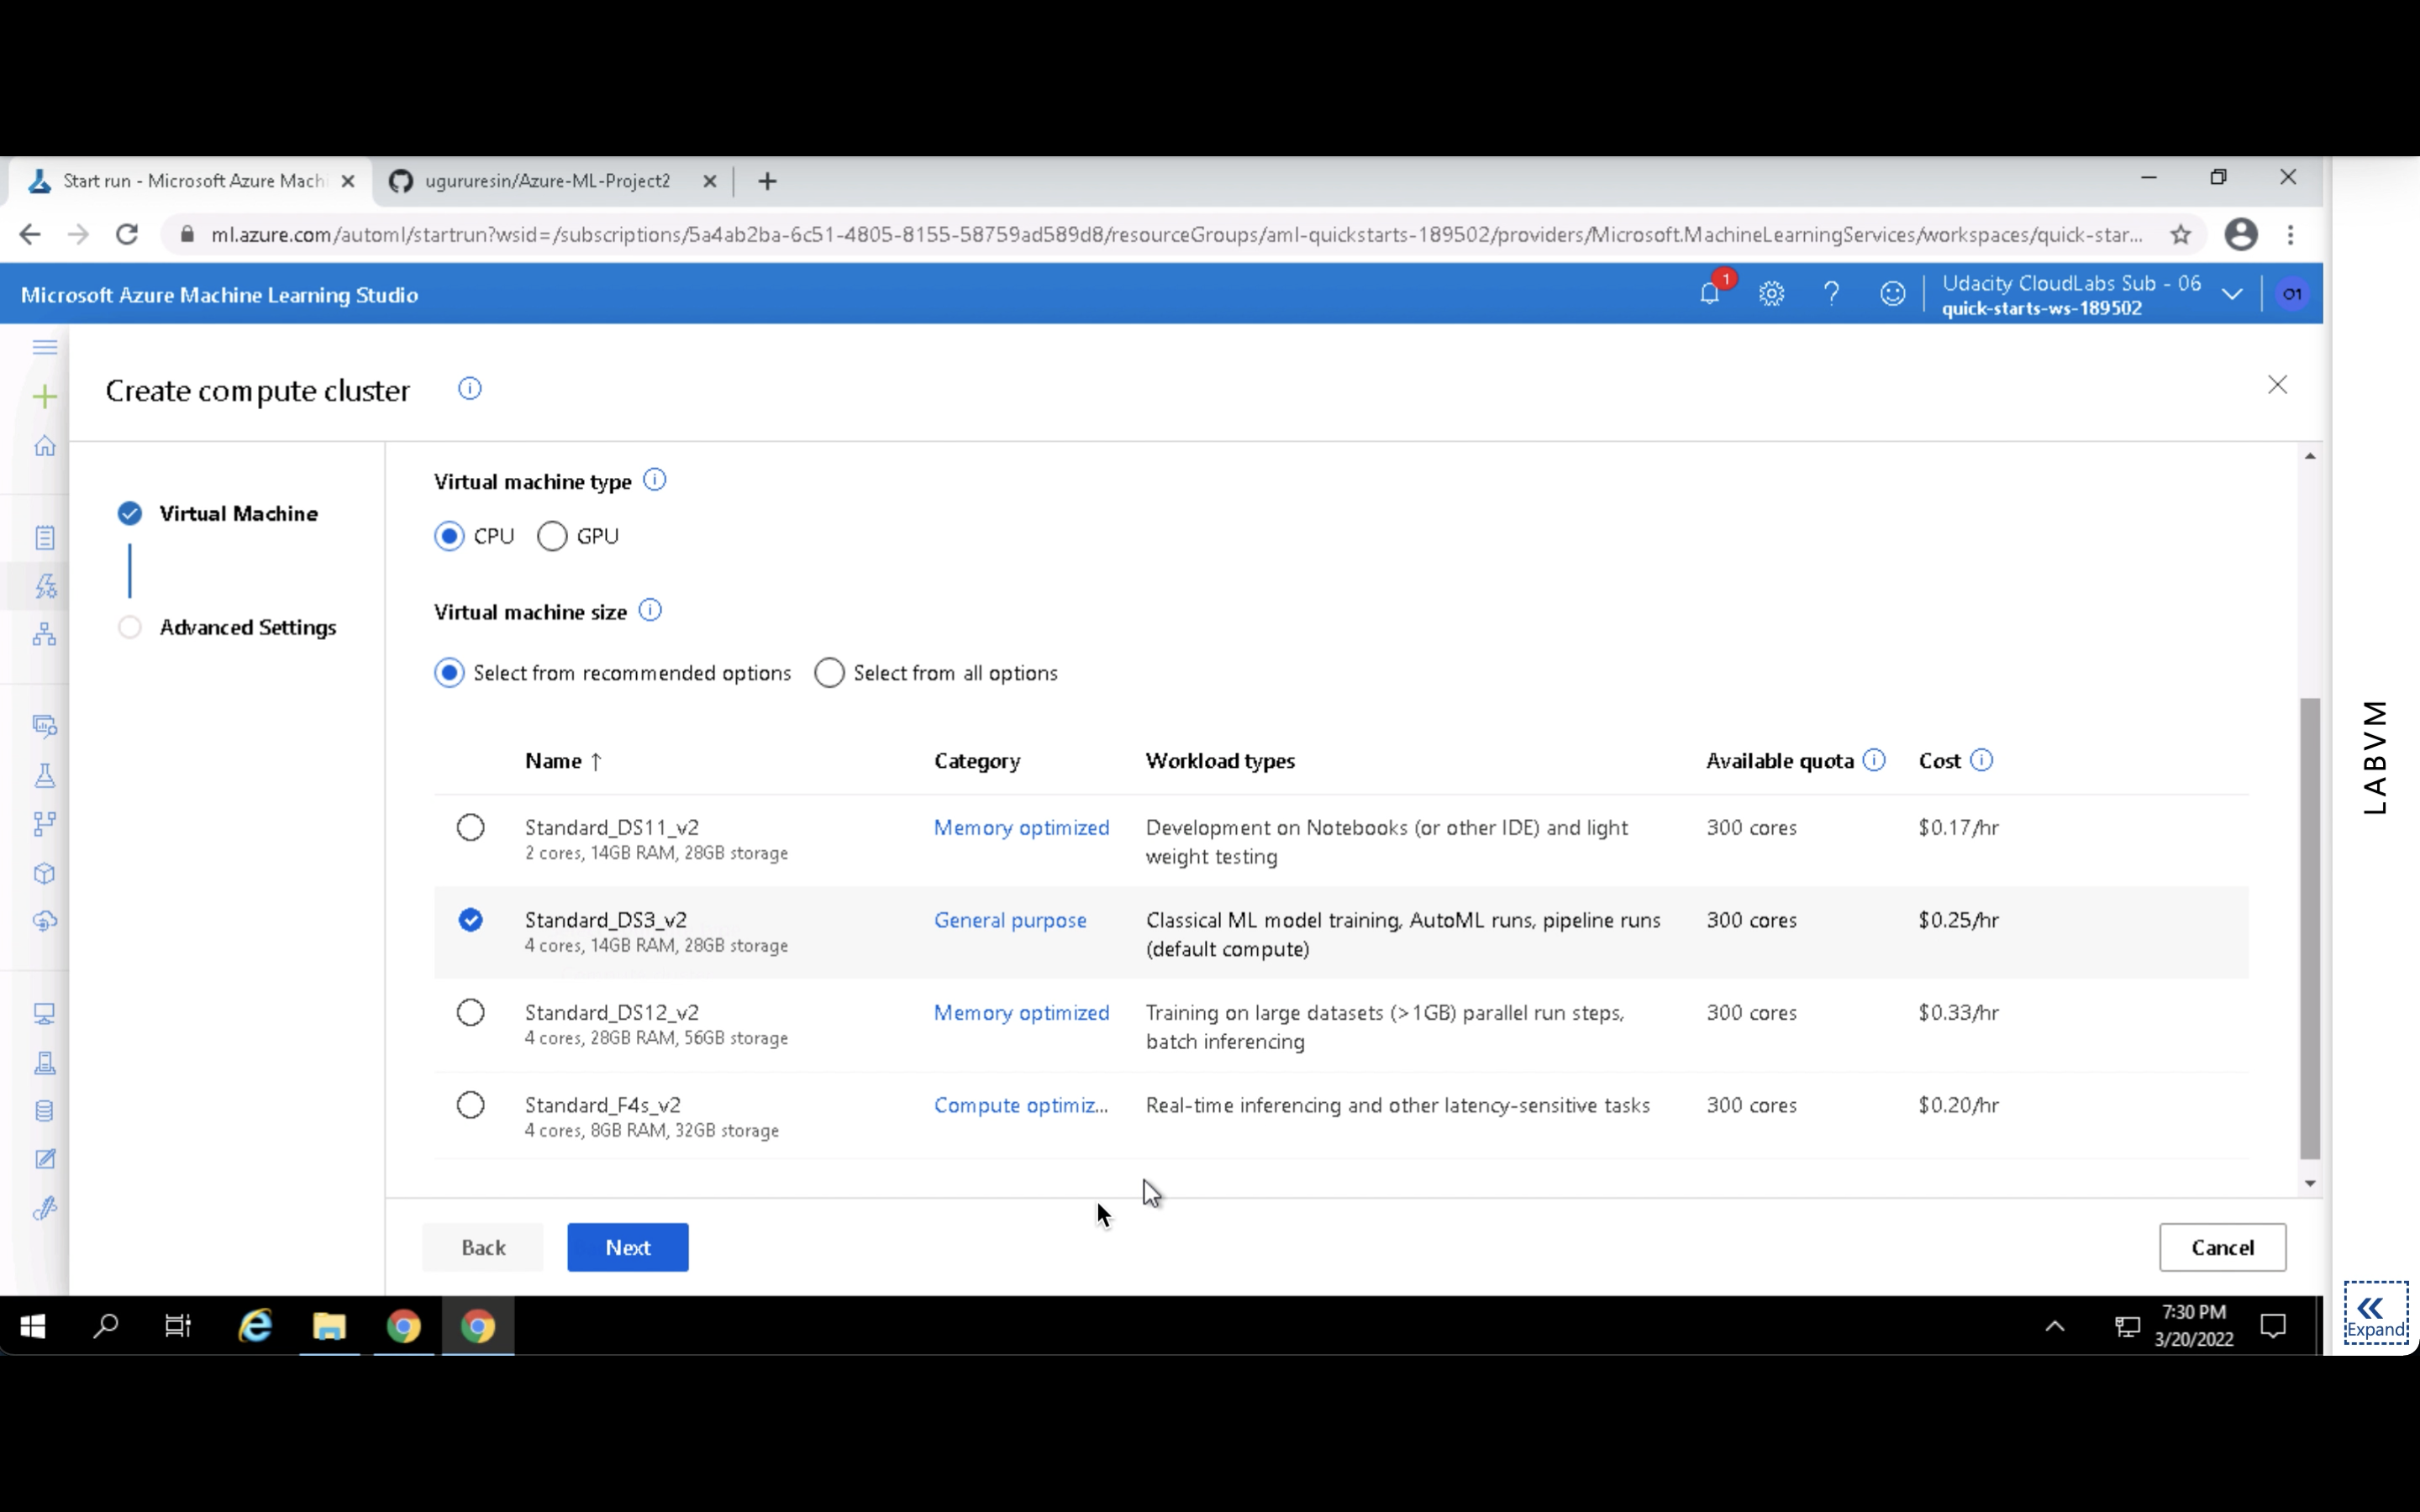 Start run - Microsoft Azure Mach
ugururesin/Azure-ML-Project2
ml.azure.com/automl/startrun?wsid=/subscriptions/5a4ab2ba-6c51-4805-8155-58759ad589d8/resourceGroups/aml-quickstarts-189502/providers/Microsoft.MachineLearningServices/workspaces/quick-star...
Microsoft Azure Machine Learning Studio
1
Udacity CloudLabs Sub - 06
quick-starts-ws-189502
O1
Create compute cluster
Virtual Machine
Advanced Settings
Virtual machine type
CPU GPU
Virtual machine size
Select from recommended options Select from all options
Name ↑ Category Workload types Available quota Cost
Standard_DS11_v2 Memory optimized Development on Notebooks (or other IDE) and light 300 cores $0.17/hr
2 cores, 14GB RAM, 28GB storage weight testing
Standard_DS3_v2 General purpose Classical ML model training, AutoML runs, pipeline runs 300 cores $0.25/hr
4 cores, 14GB RAM, 28GB storage (default compute)
Standard_DS12_v2 Memory optimized Training on large datasets (>1GB) parallel run steps, 300 cores $0.33/hr
4 cores, 28GB RAM, 56GB storage batch inferencing
Standard_F4s_v2 Compute optimiz... Real-time inferencing and other latency-sensitive tasks 300 cores $0.20/hr
4 cores, 8GB RAM, 32GB storage
Back Next Cancel
7:30 PM
3/20/2022
LABVM
Expand